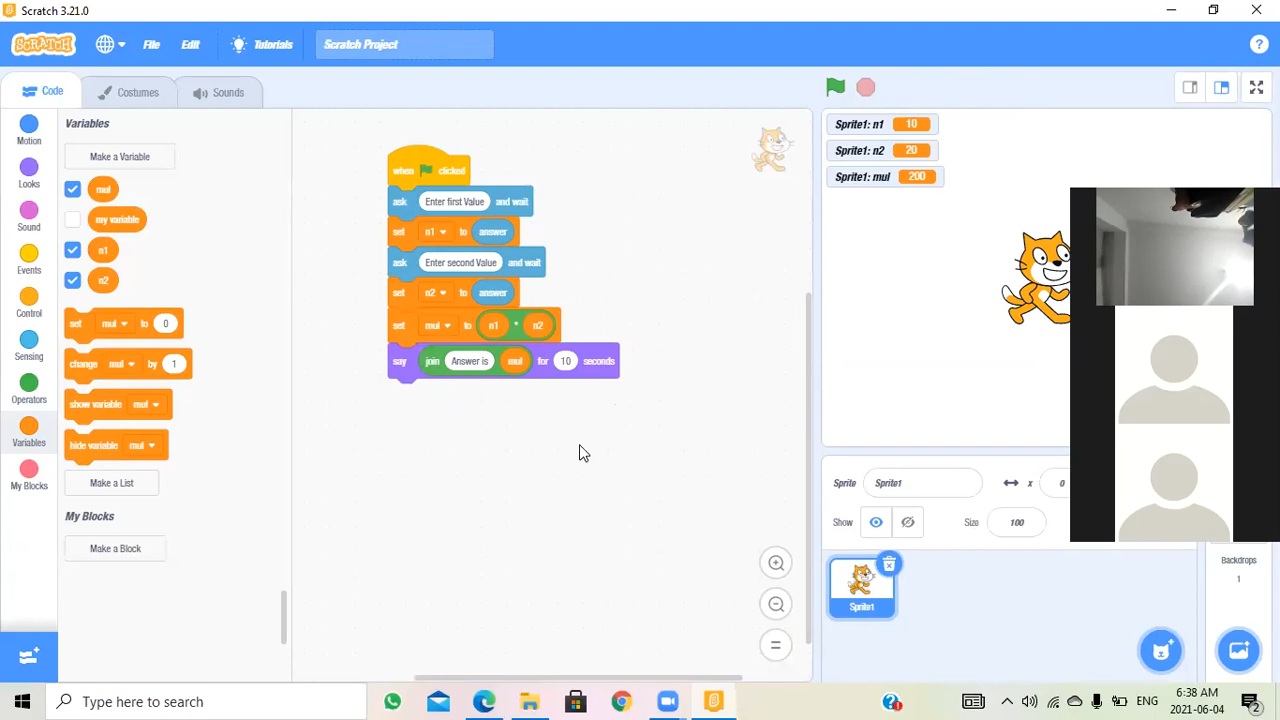 Scratch 3.21.0
SCRATCH File Edit Tutorials Scratch Project ?
Code Costumes Sounds
Motion
Looks
Sound
Events
Control
Sensing
Operators
Variables
My Blocks
Variables
Make a Variable
mul
my variable
n1
n2
set mul to 0
change mul by 1
show variable mul
hide variable mul
Make a List
My Blocks
Make a Block
when clicked
ask Enter first Value and wait
set n1 to answer
ask Enter second Value and wait
set n2 to answer
set mul to n1 * n2
say join Answer is mul for 10 seconds
Sprite1: n1 10
Sprite1: n2 20
Sprite1: mul 200
Sprite Sprite1 x 0
Show Size 100
Sprite1
Backdrops
1
Type here to search
ENG
6:38 AM
2021-06-04
2